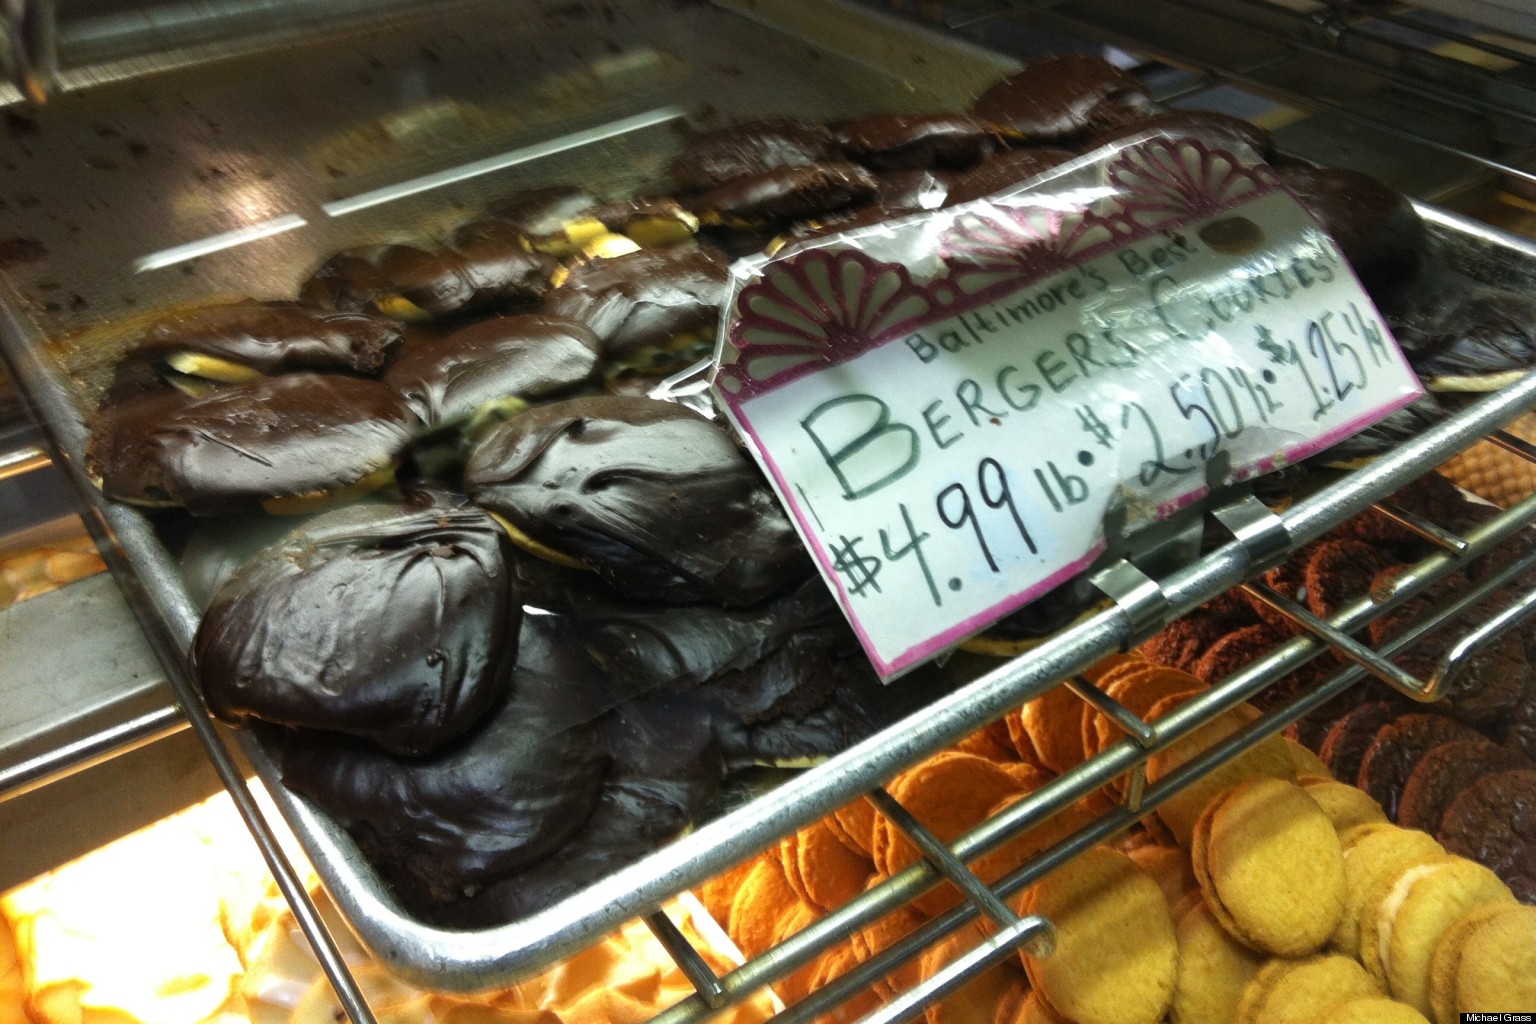 Baltimore's Best
BERGERS COOKIES!
$4.99 lb. $2.50 ½. $1.25 ¼
Michael Grass